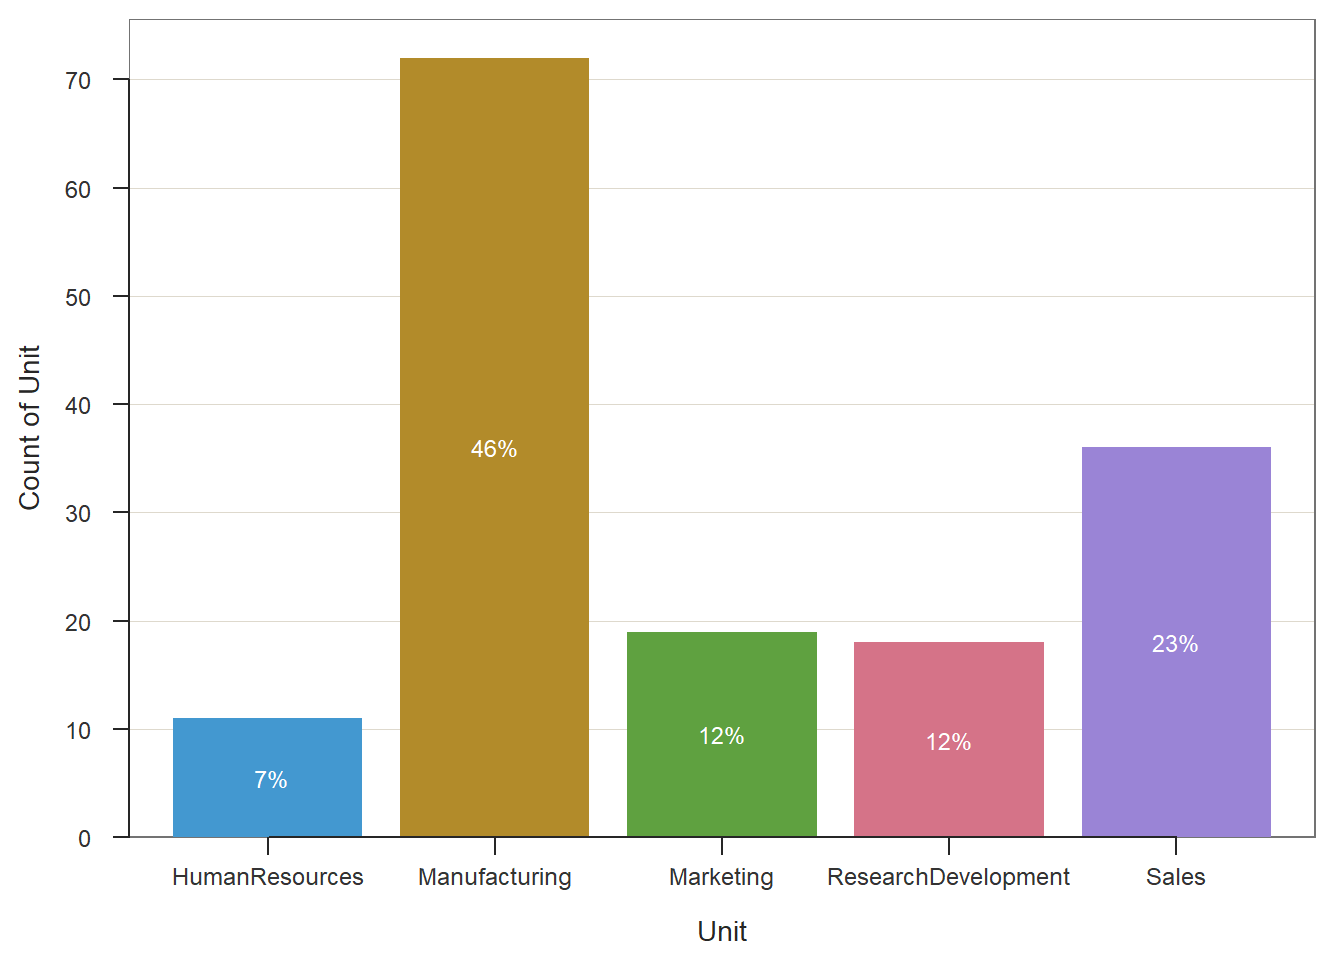 70
60
50
40
30
20
10
0
Count of Unit
46%
23%
12%
12%
7%
HumanResources
Manufacturing
Marketing
ResearchDevelopment
Sales
Unit